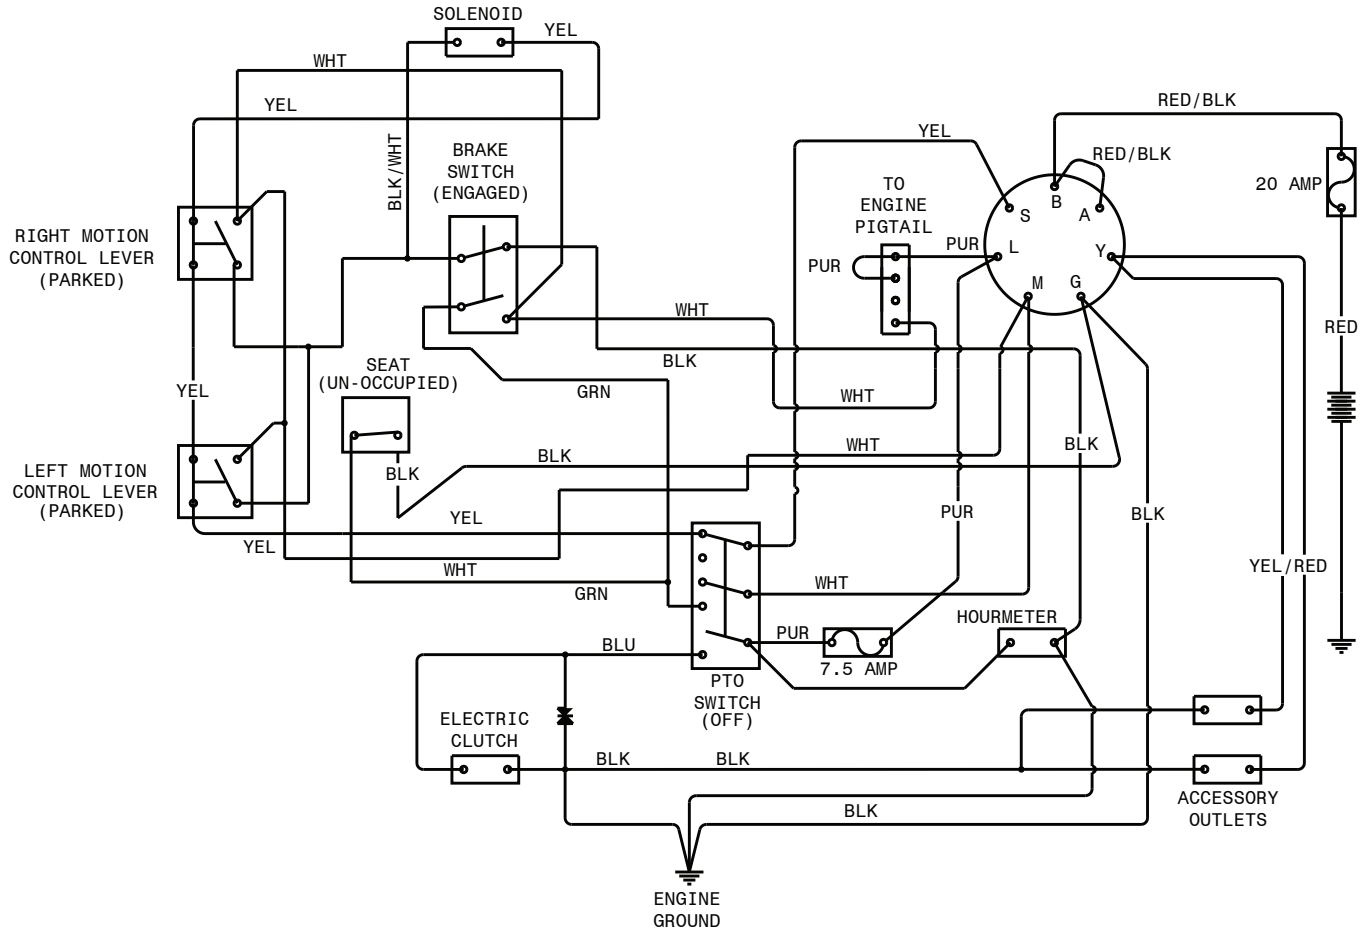 SOLENOID
YEL
WHT
YEL
BLK/WHT
BRAKE
SWITCH
(ENGAGED)
RIGHT MOTION
CONTROL LEVER
(PARKED)
YEL
TO
ENGINE
PIGTAIL
PUR
PUR
RED/BLK
RED/BLK
20 AMP
B
A
S
L
Y
M
G
RED
WHT
BLK
SEAT
(UN-OCCUPIED)
GRN
WHT
YEL
WHT
BLK
BLK
BLK
LEFT MOTION
CONTROL LEVER
(PARKED)
PUR
BLK
YEL
YEL
WHT
GRN
WHT
YEL/RED
HOURMETER
PUR
7.5 AMP
BLU
PTO
SWITCH
(OFF)
ELECTRIC
CLUTCH
BLK
BLK
BLK
ACCESSORY
OUTLETS
ENGINE
GROUND